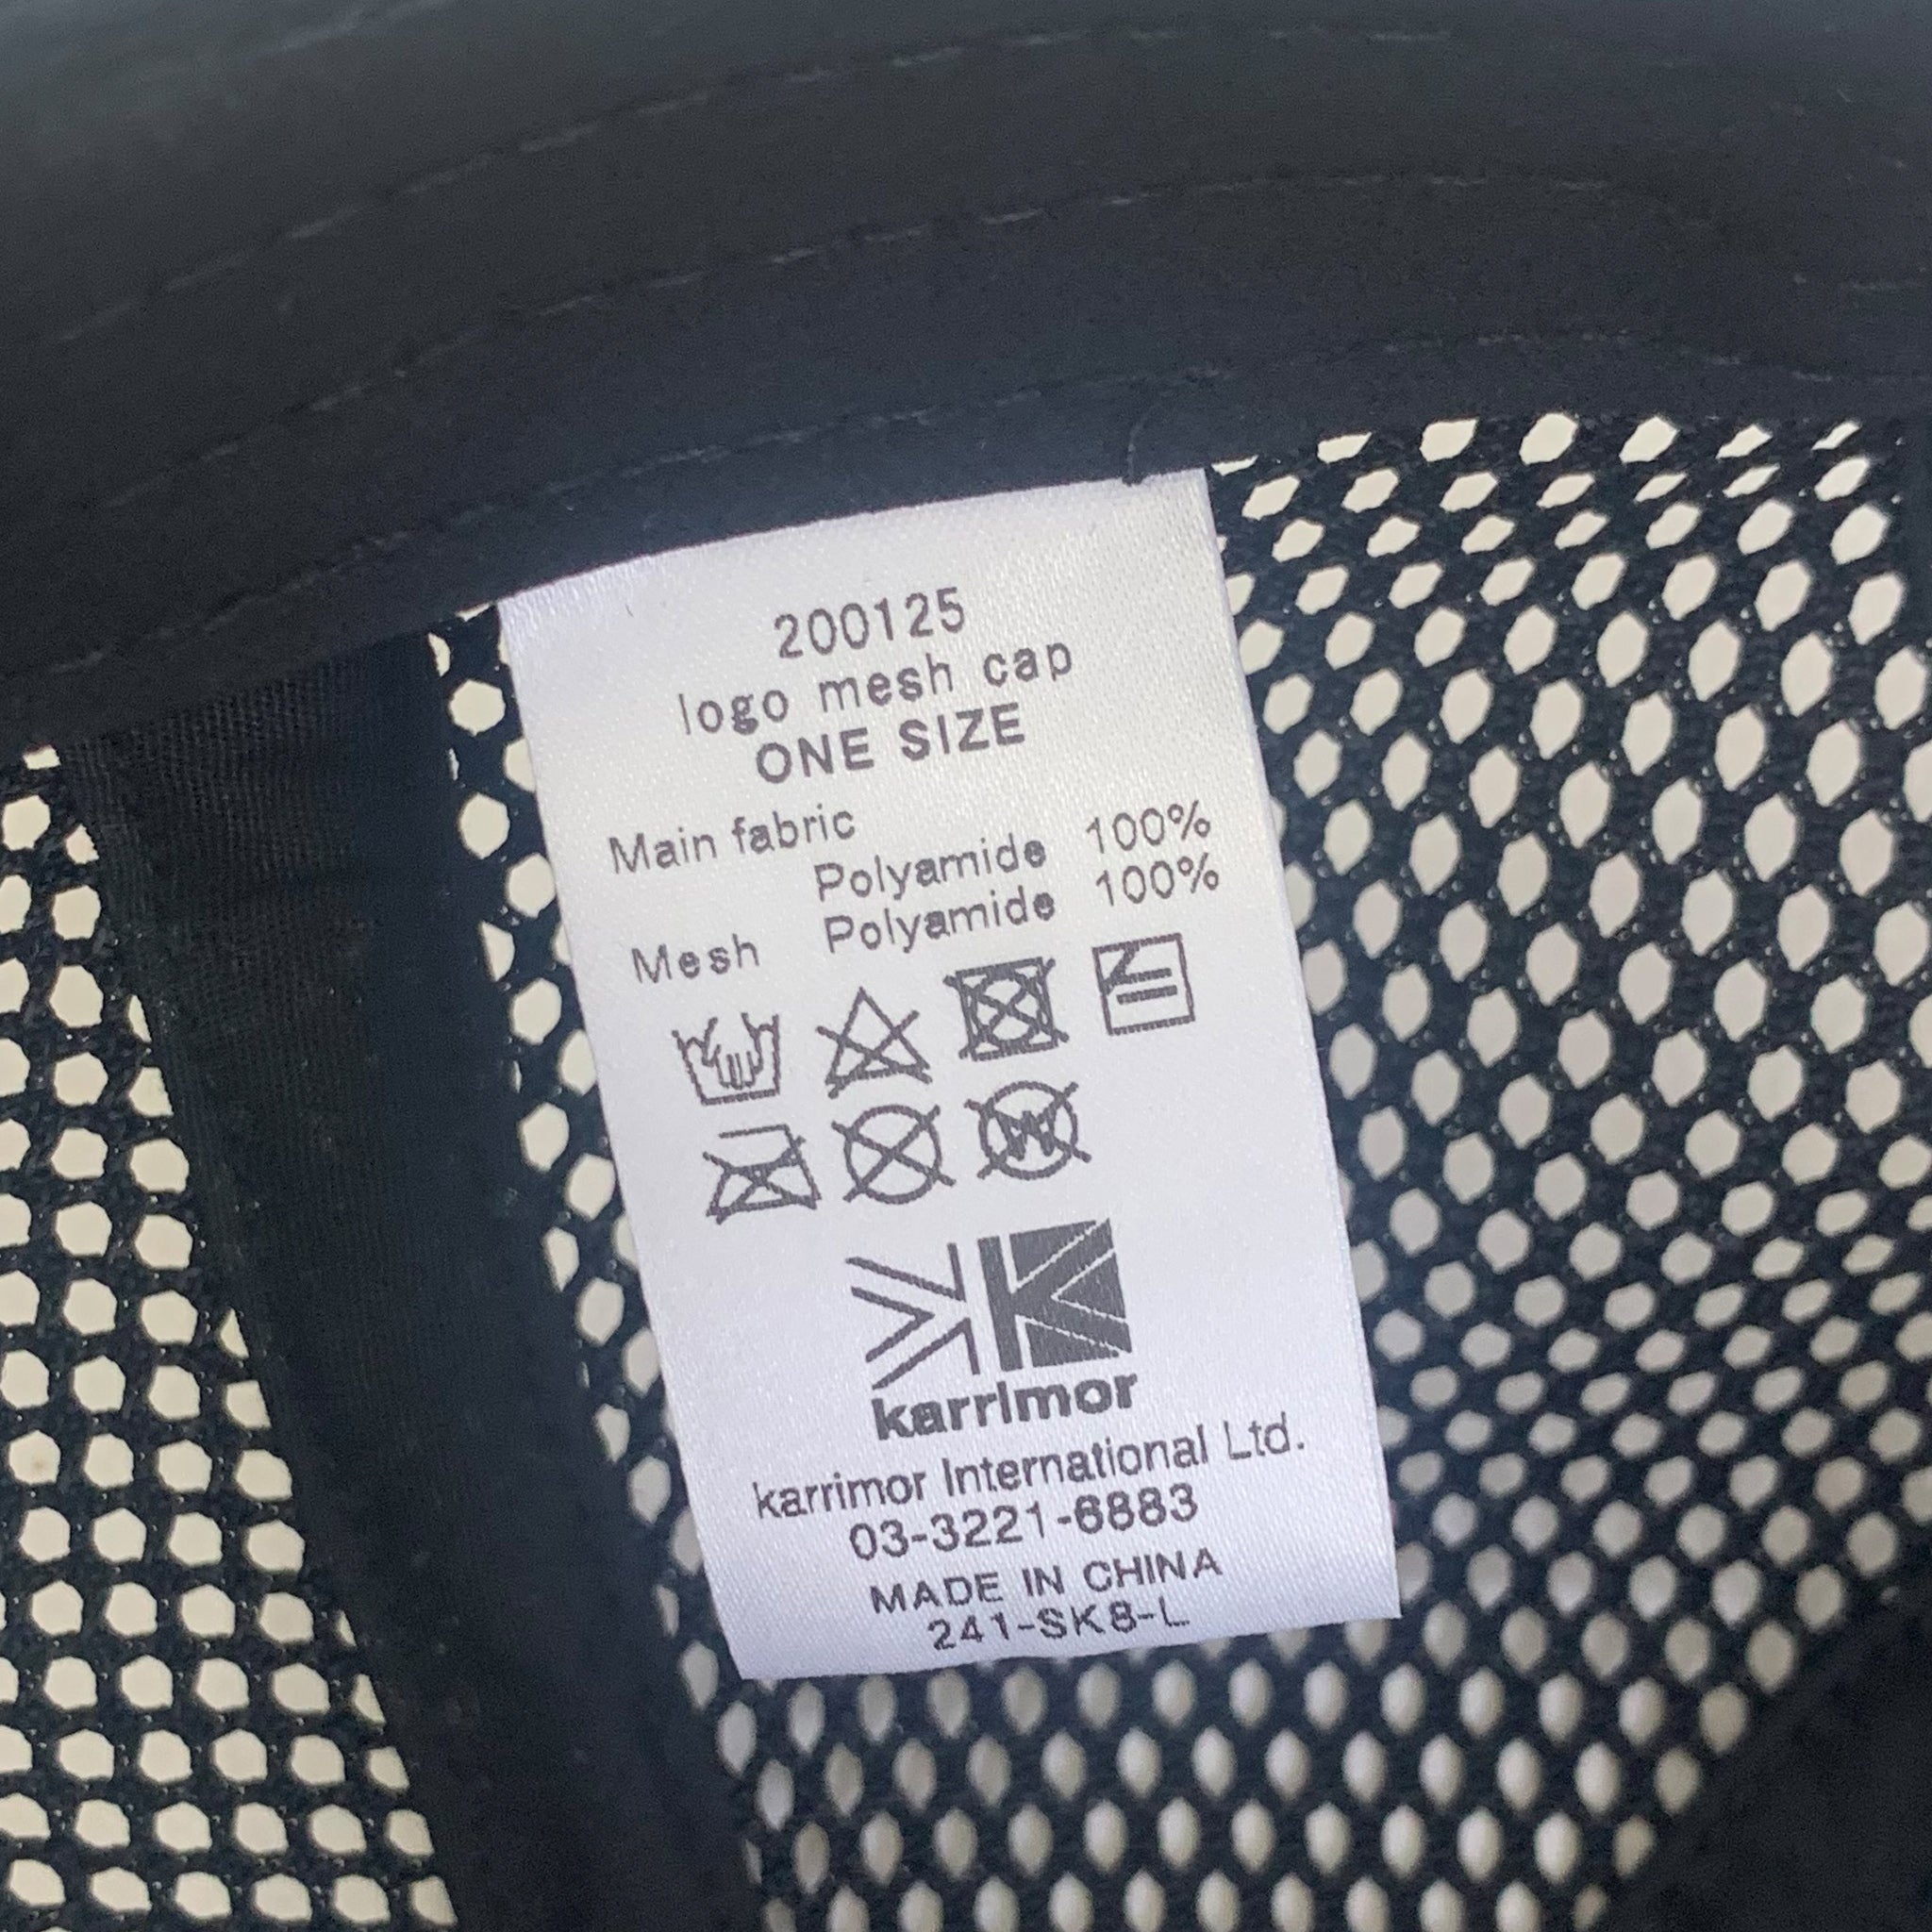 200125
logo mesh cap
ONE SIZE
Main fabric
Polyamide 100%
Mesh Polyamide 100%
karrimor
karrimor International Ltd.
03-3221-6883
MADE IN CHINA
241-SK8-L